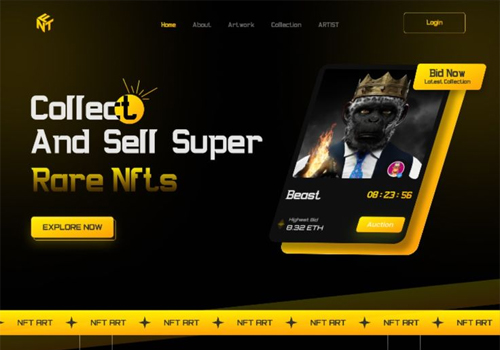 NFT
Home About Artwork Collection ARTIST Login
Collect
And Sell Super
Rare Nfts
EXPLORE NOW
Bid Now
Latest Collection
Beast 08 : 23 : 56
Highest Bid
8.32 ETH
Auction
NFT ART NFT ART NFT ART NFT ART NFT ART NFT ART NFT ART